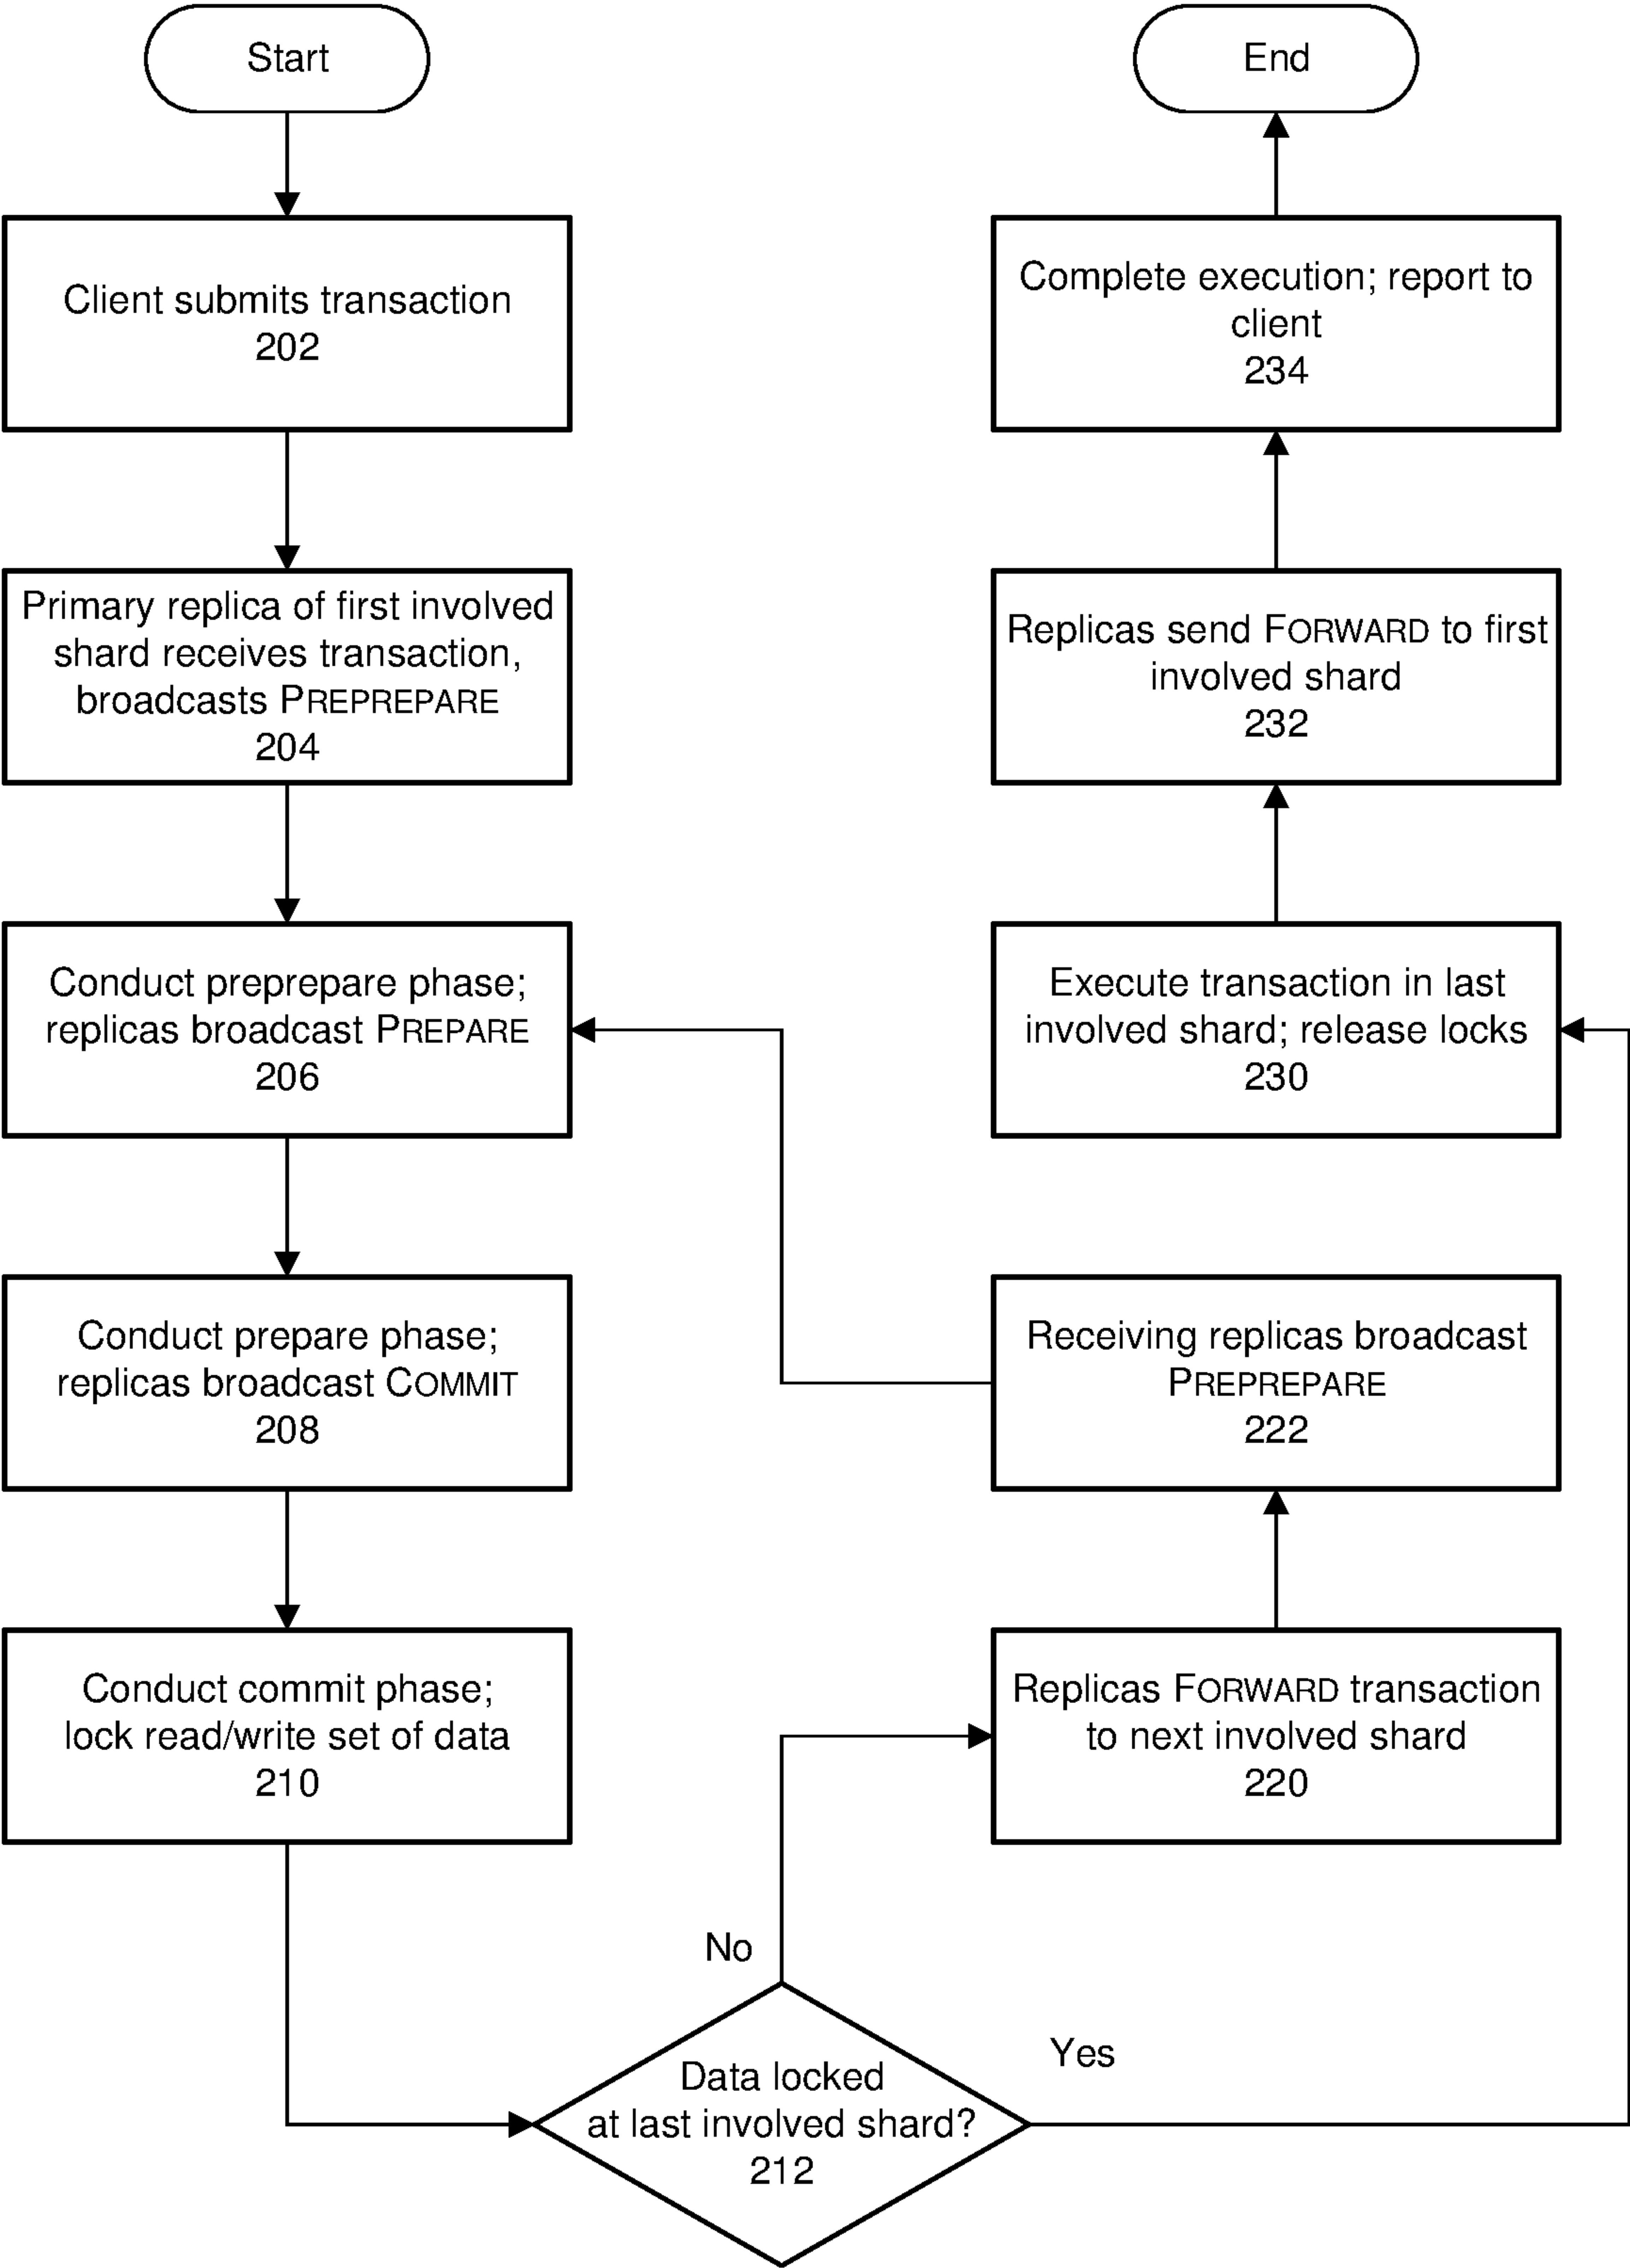 Start
Client submits transaction
202
Primary replica of first involved
shard receives transaction,
broadcasts PREPREPARE
204
Conduct preprepare phase;
replicas broadcast PREPARE
206
Conduct prepare phase;
replicas broadcast COMMIT
208
Conduct commit phase;
lock read/write set of data
210
Data locked
at last involved shard?
212
No
Yes
Replicas FORWARD transaction
to next involved shard
220
Receiving replicas broadcast
PREPREPARE
222
Execute transaction in last
involved shard; release locks
230
Replicas send FORWARD to first
involved shard
232
Complete execution; report to
client
234
End